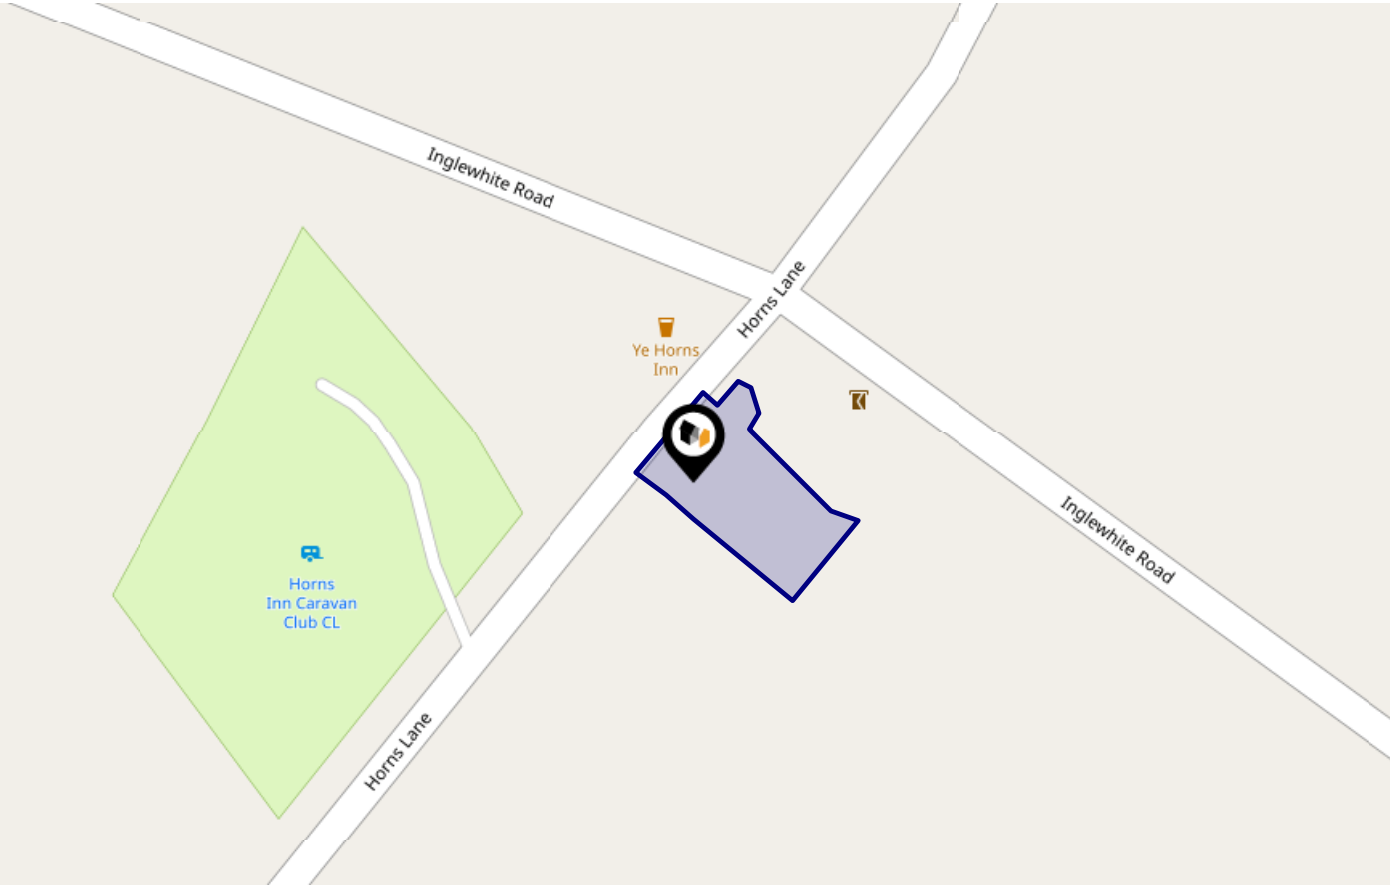 Inglewhite Road
Horns Lane
Ye Horns
Inn
Inglewhite Road
Horns
Inn Caravan
Club CL
Horns Lane